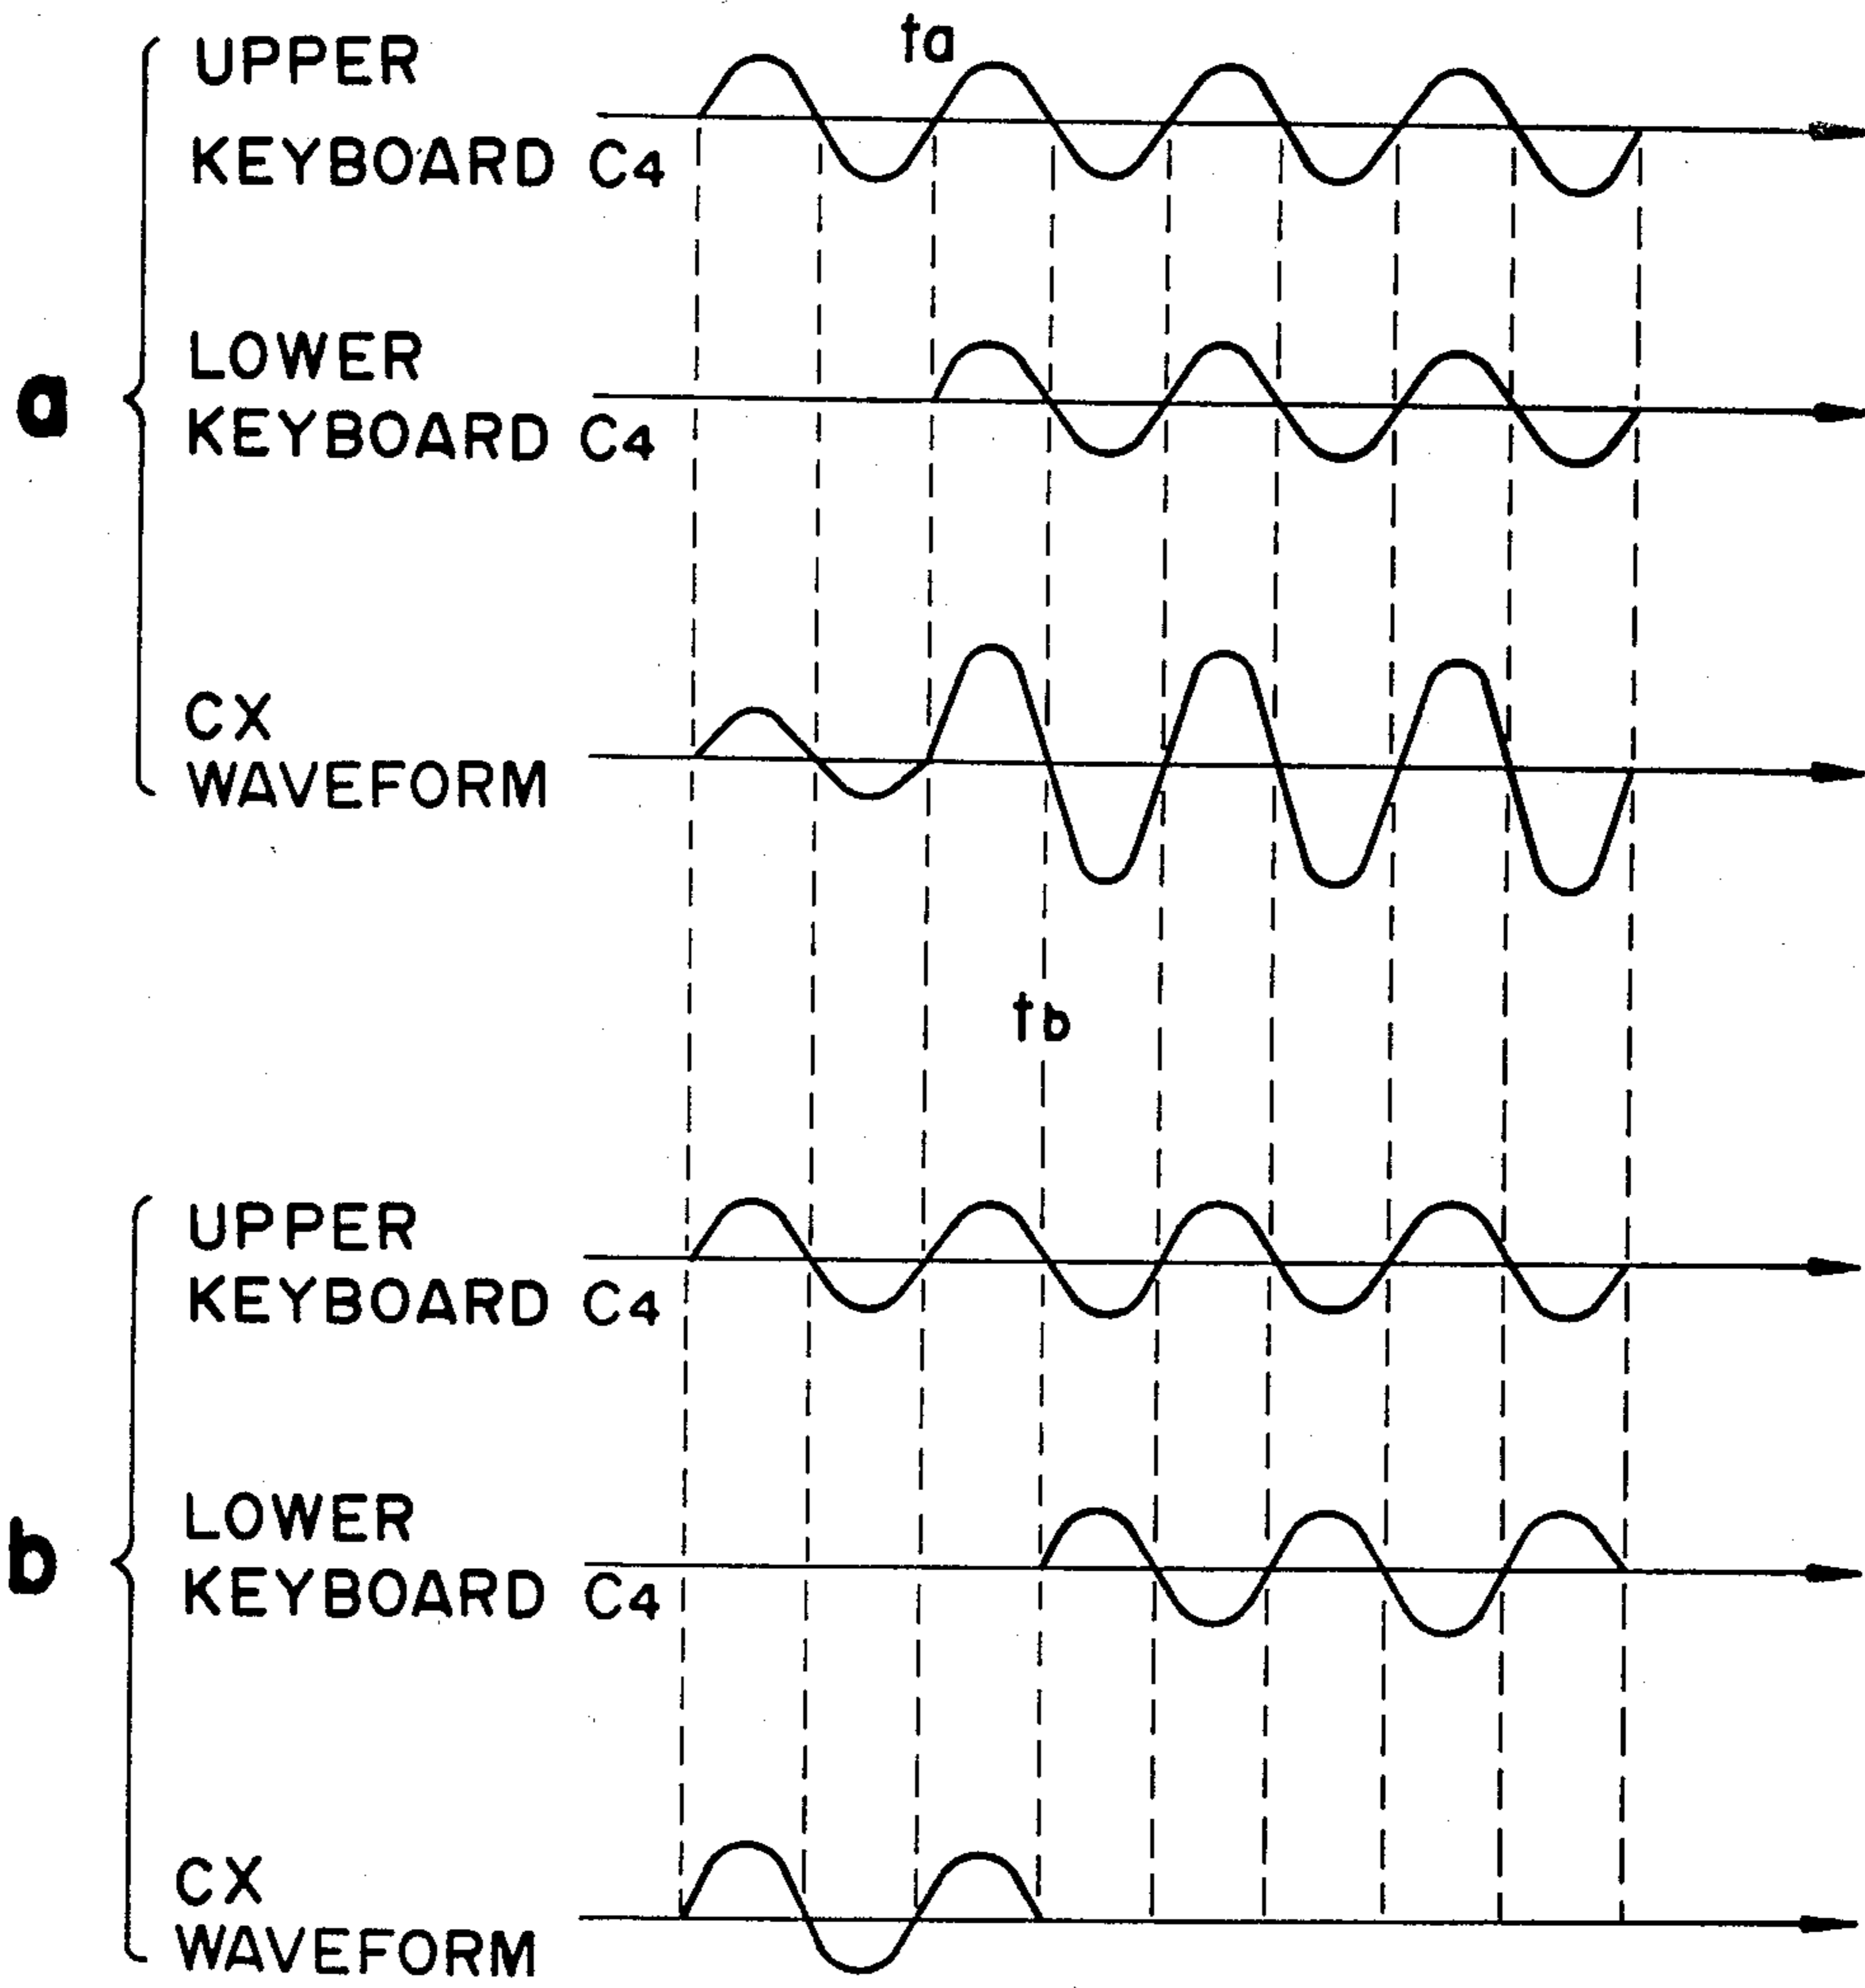 ta
UPPER
KEYBOARD C4
a
LOWER
KEYBOARD C4
CX
WAVEFORM
tb
UPPER
KEYBOARD C4
b
LOWER
KEYBOARD C4
CX
WAVEFORM